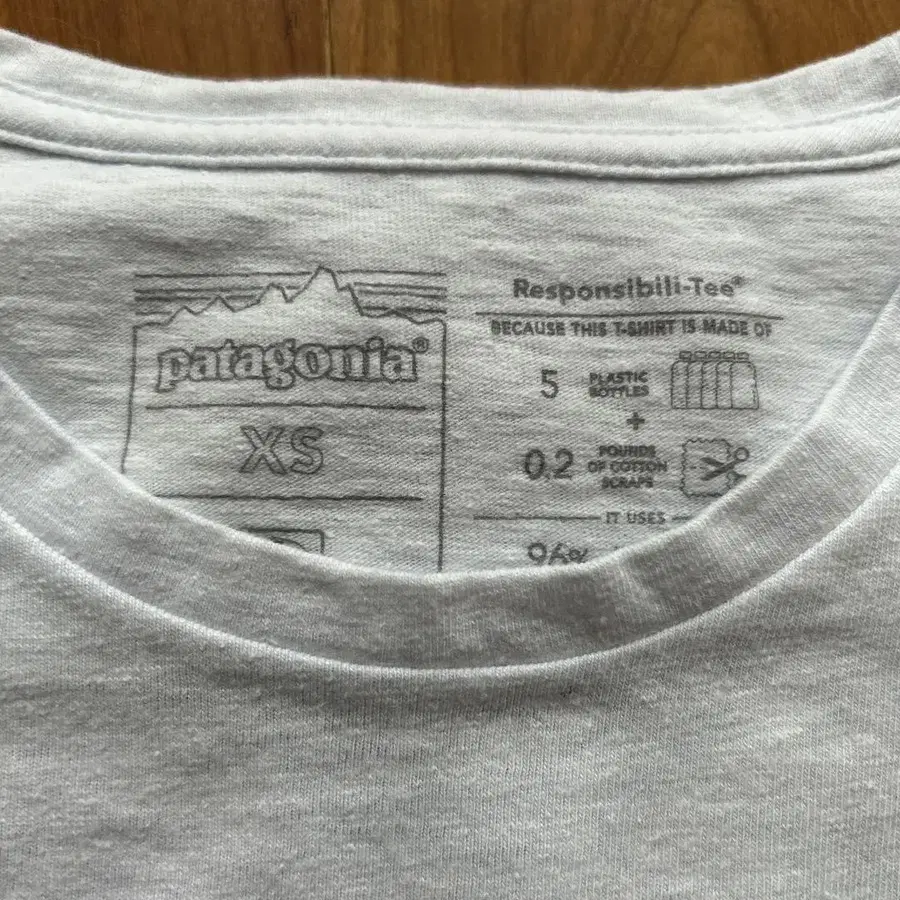 patagonia®
XS
Responsibili-Tee®
BECAUSE THIS T-SHIRT IS MADE OF
5 PLASTIC
BOTTLES
+
0,2 POUNDS
OF COTTON
SCRAPS
IT USES
96%